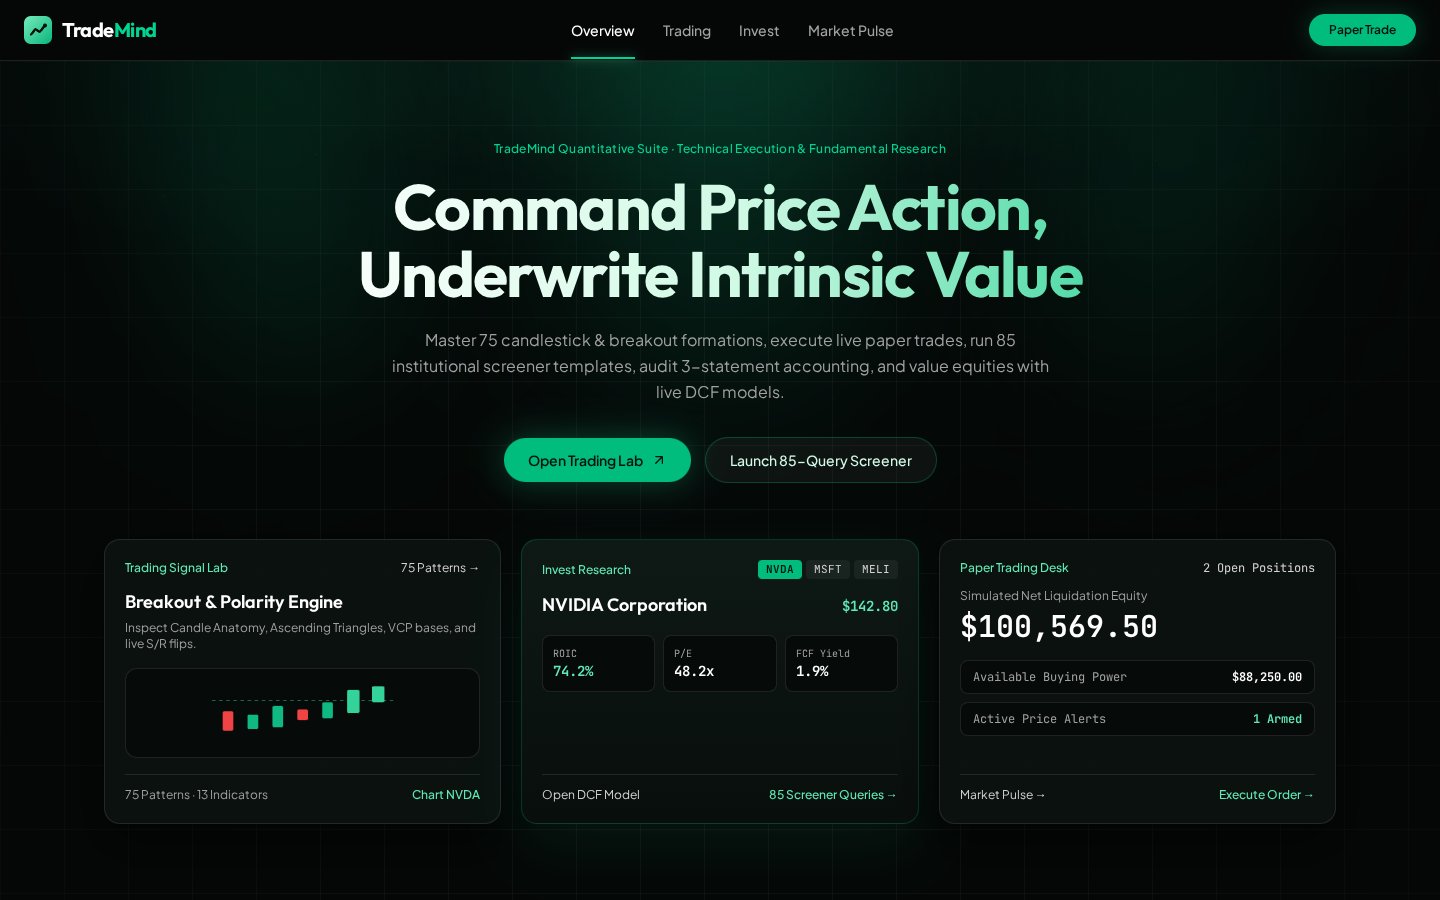 TradeMind
Overview
Trading
Invest
Market Pulse
Paper Trade
TradeMind Quantitative Suite · Technical Execution & Fundamental Research
Command Price Action,
Underwrite Intrinsic Value
Master 75 candlestick & breakout formations, execute live paper trades, run 85
institutional screener templates, audit 3-statement accounting, and value equities with
live DCF models.
Open Trading Lab
Launch 85-Query Screener
Trading Signal Lab
75 Patterns →
Breakout & Polarity Engine
Inspect Candle Anatomy, Ascending Triangles, VCP bases, and
live S/R flips.
75 Patterns · 13 Indicators
Chart NVDA
Invest Research
NVDA
MSFT
MELI
NVIDIA Corporation
$142.80
ROIC
74.2%
P/E
48.2x
FCF Yield
1.9%
Open DCF Model
85 Screener Queries →
Paper Trading Desk
2 Open Positions
Simulated Net Liquidation Equity
$100,569.50
Available Buying Power
$88,250.00
Active Price Alerts
1 Armed
Market Pulse →
Execute Order →